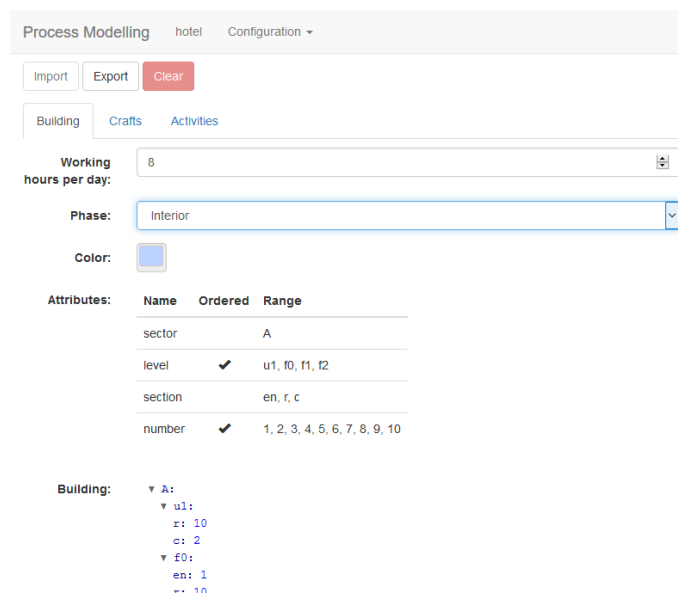 Process Modelling hotel Configuration
Import Export Clear
Building Crafts Activities
Working hours per day: 8
Phase: Interior
Color:
Attributes: Name Ordered Range
sector A
level ✔ u1, f0, f1, f2
section en, r, c
number ✔ 1, 2, 3, 4, 5, 6, 7, 8, 9, 10
Building: ▼ A:
▼ u1:
r: 10
c: 2
▼ f0:
en: 1
r: 10